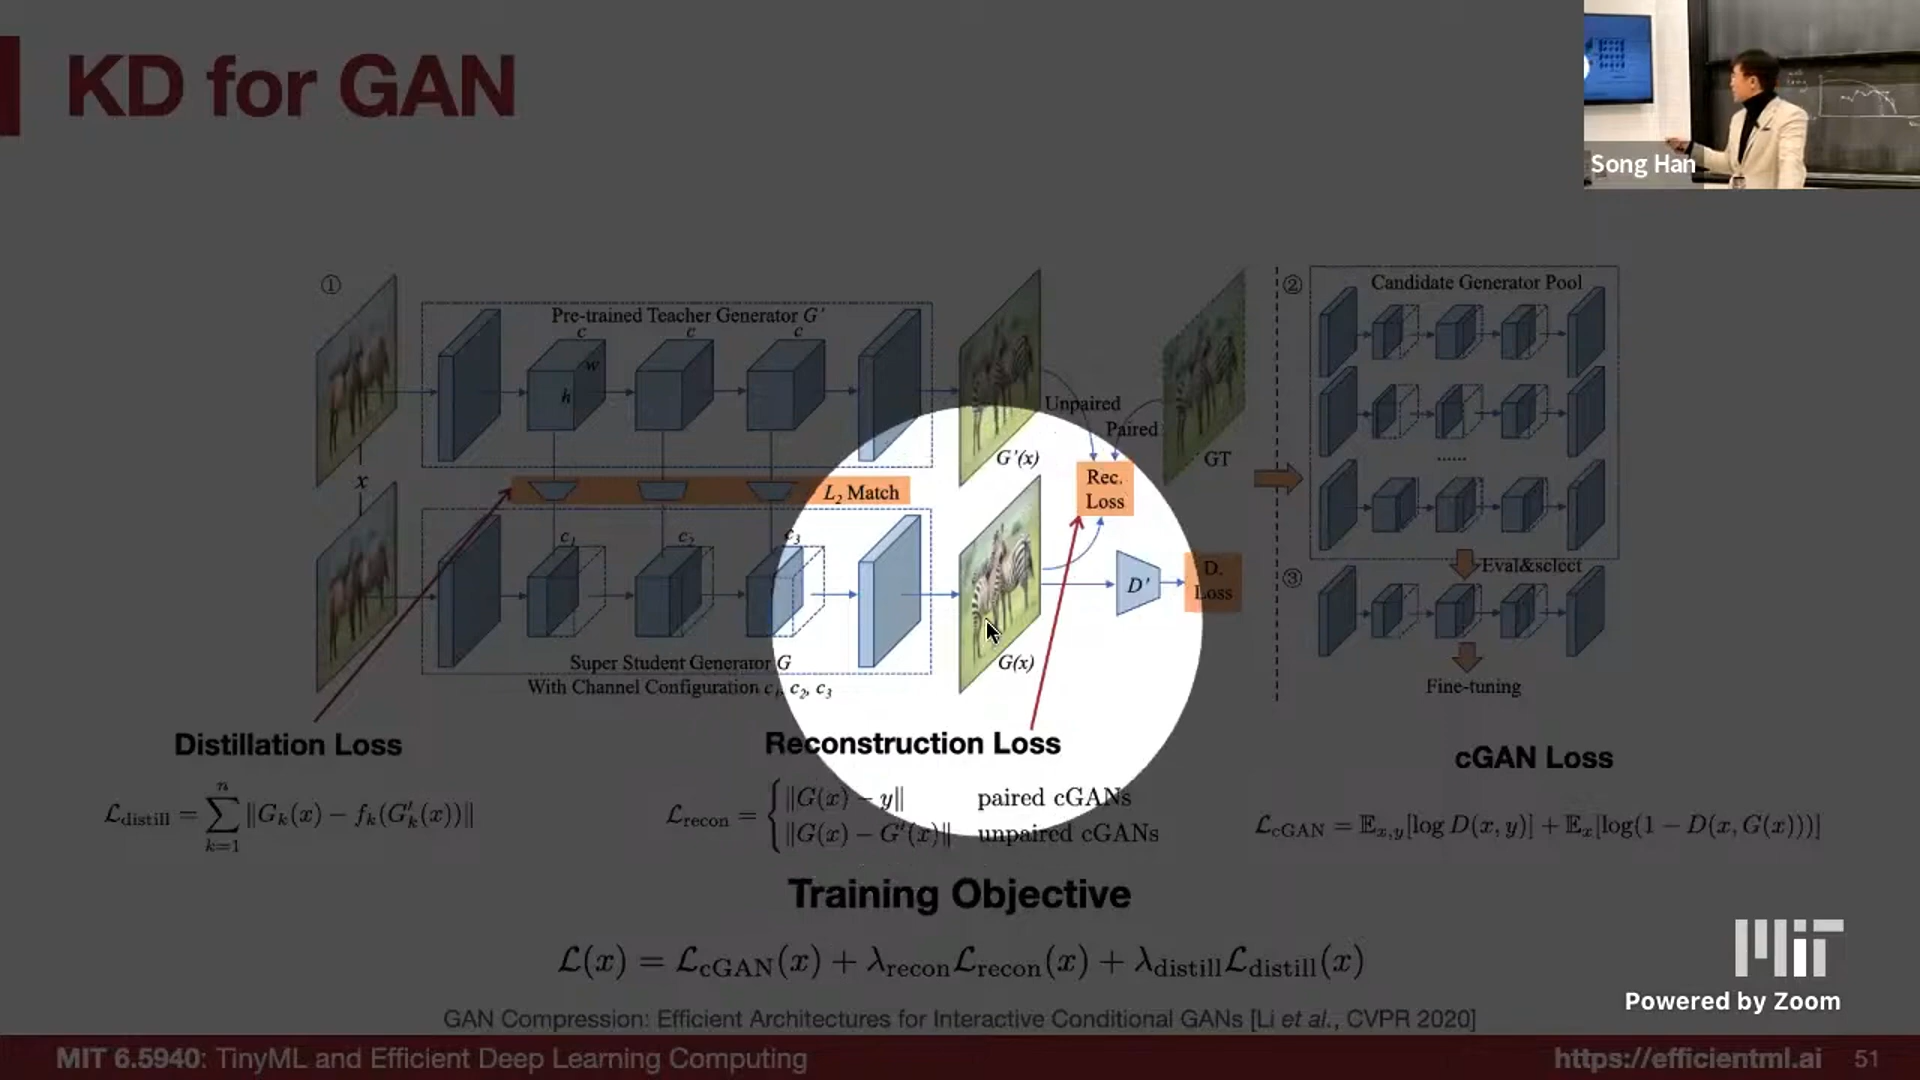 KD for GAN
Song Han
①
Pre-trained Teacher Generator G'
c c c
w
h
x
L₂ Match
c₁ c₂ c₃
Super Student Generator G
With Channel Configuration c₁, c₂, c₃
G'(x)
Unpaired
Paired
GT
Rec.
Loss
G(x)
D'
D.
Loss
②
Candidate Generator Pool
......
Eval&select
③
Fine-tuning
Distillation Loss
Reconstruction Loss
cGAN Loss
ℒ_distill = ∑_{k=1}^{n} ‖G_k(x) − f_k(G'_k(x))‖
ℒ_recon = { ‖G(x) − y‖ paired cGANs
‖G(x) − G'(x)‖ unpaired cGANs
ℒ_cGAN = 𝔼_{x,y}[log D(x, y)] + 𝔼_x[log(1 − D(x, G(x)))]
Training Objective
ℒ(x) = ℒ_cGAN(x) + λ_recon ℒ_recon(x) + λ_distill ℒ_distill(x)
GAN Compression: Efficient Architectures for Interactive Conditional GANs [Li et al., CVPR 2020]
MIT
Powered by Zoom
MIT 6.5940: TinyML and Efficient Deep Learning Computing
https://efficientml.ai 51